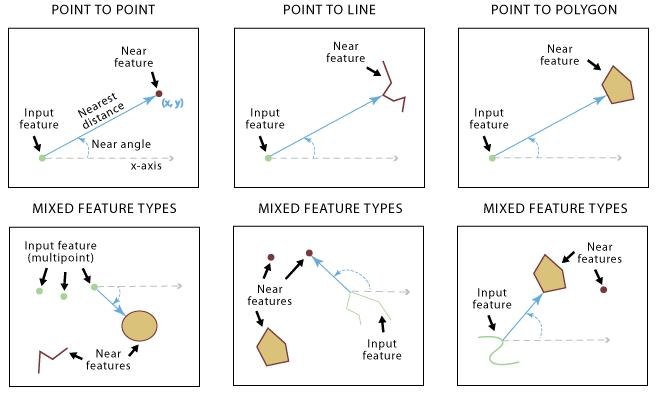 POINT TO POINT
Near
feature
Nearest
distance
(x, y)
Input
feature
Near angle
x-axis
POINT TO LINE
Near
feature
Input
feature
POINT TO POLYGON
Near
feature
Input
feature
MIXED FEATURE TYPES
Input feature
(multipoint)
Near
features
MIXED FEATURE TYPES
Near
features
Input
feature
MIXED FEATURE TYPES
Near
features
Input
feature